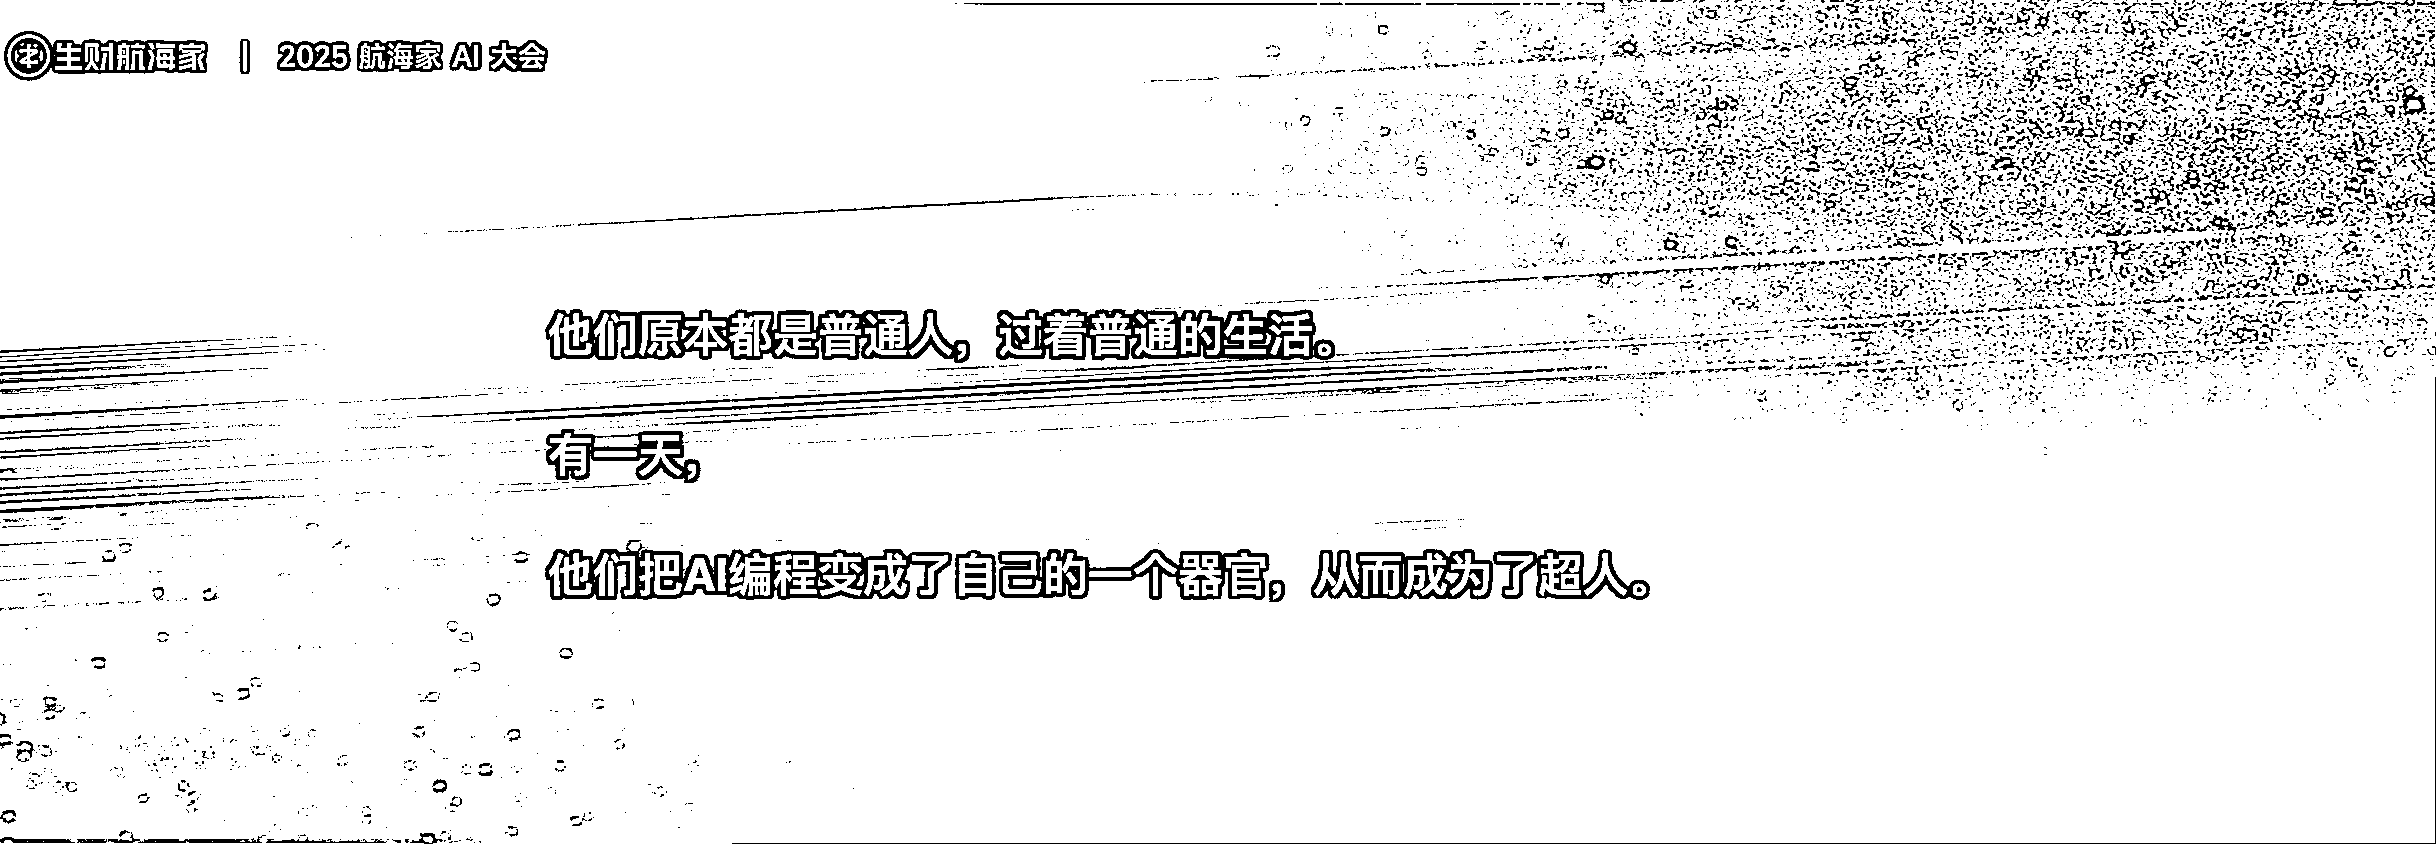 生财航海家 | 2025 航海家 AI 大会
他们原本都是普通人，过着普通的生活。
有一天，
他们把AI编程变成了自己的一个器官，从而成为了超人。